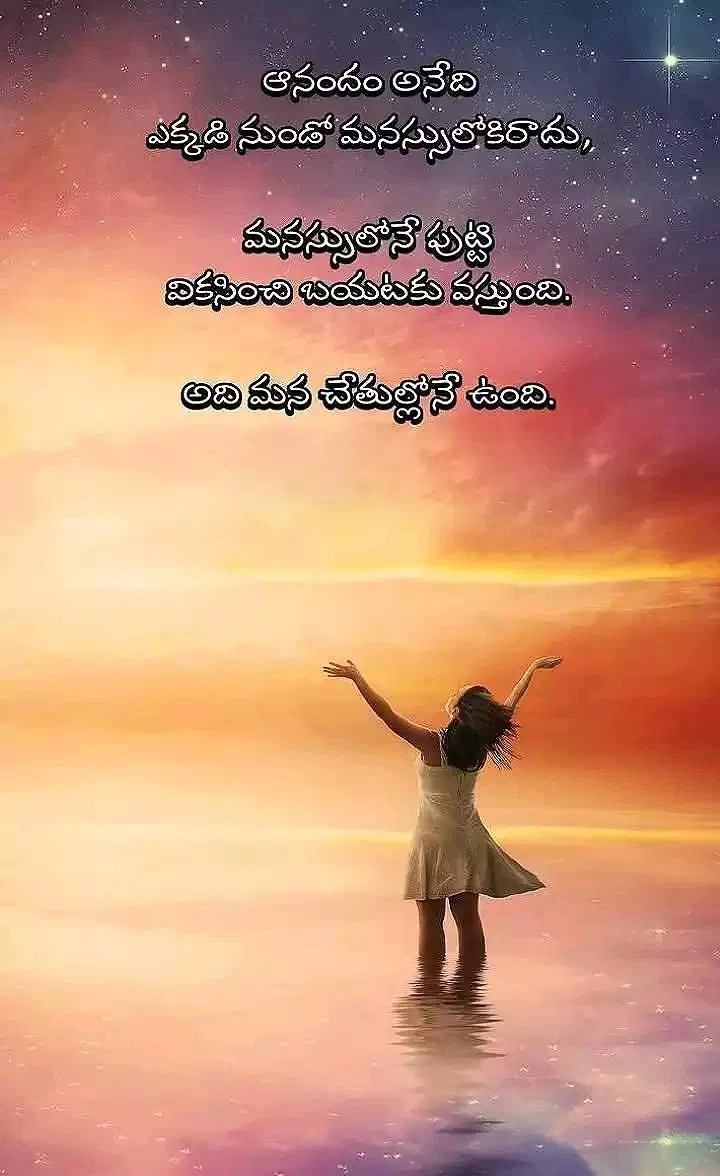 ఆనందం అనేది
ఎక్కడి నుండో మనస్సులోకిరాదు,
మనస్సులోనే పుట్టి
వికసించి బయటకు వస్తుంది.
అది మన చేతుల్లోనే ఉంది.